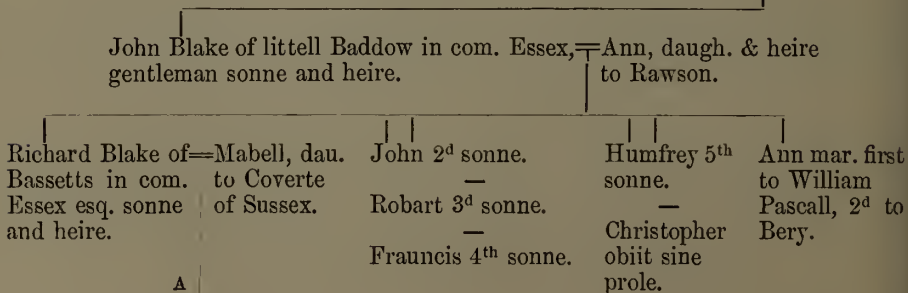 John Blake of littell Baddow in com. Essex,=Ann, daugh. & heire
gentleman sonne and heire. to Rawson.
Richard Blake of=Mabell, dau.
Bassetts in com. to Coverte
Essex esq. sonne of Sussex.
and heire.
John 2d sonne.
—
Robart 3d sonne.
—
Frauncis 4th sonne.
Humfrey 5th
sonne.
—
Christopher
obiit sine
prole.
Ann mar. first
to William
Pascall, 2d to
Bery.
A